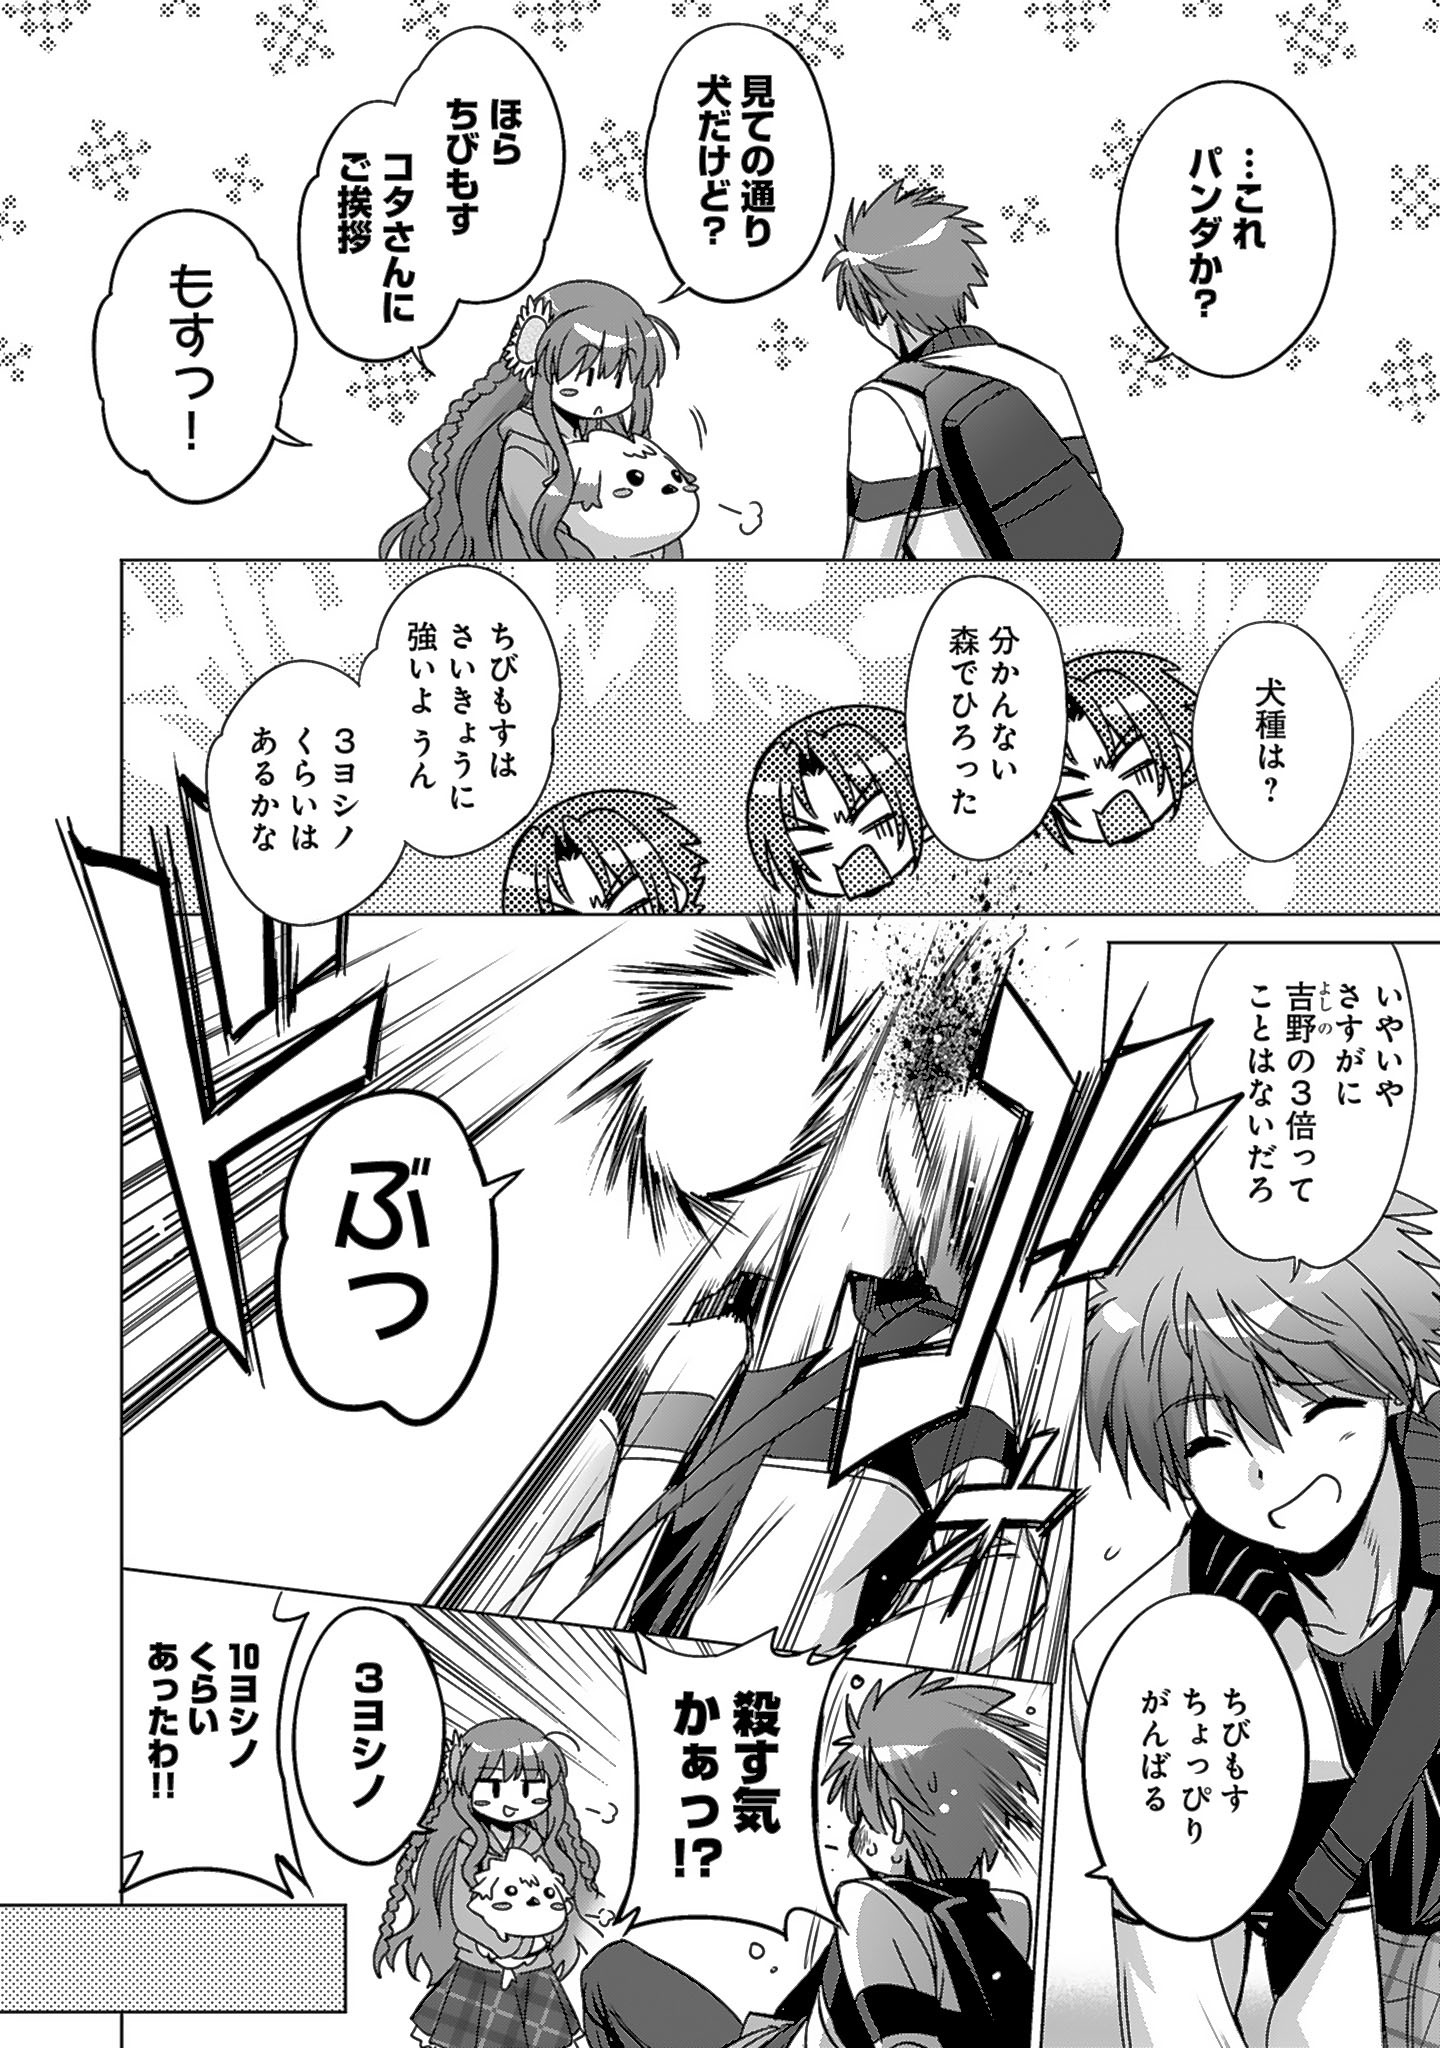 …これ
パンダか？
見ての通り
犬だけど？
ほら
ちびもす
コタさんに
ご挨拶
もすっ！
犬種は？
分かんない
森でひろった
ちびもすは
さいきょうに
強いよ うん
３ヨシノ
くらいは
あるかな
いやいや
さすがに
吉野の３倍って
よしの
ことはないだろ
ちびもす
ちょっぴり
がんばる
ぶっ
殺す気
かぁっ!?
３ヨシノ
10ヨシノ
くらい
あったわ!!